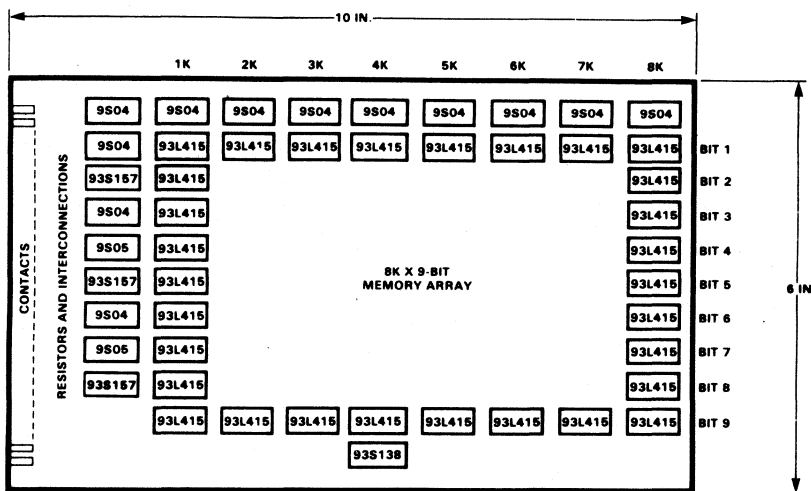 10 IN.
1K 2K 3K 4K 5K 6K 7K 8K
9S04 9S04 9S04 9S04 9S04 9S04 9S04 9S04 9S04
9S04 93L415 93L415 93L415 93L415 93L415 93L415 93L415 93L415 BIT 1
93S157 93L415 93L415 BIT 2
9S04 93L415 93L415 BIT 3
9S05 93L415 93L415 BIT 4
93S157 93L415 93L415 BIT 5
9S04 93L415 93L415 BIT 6
9S05 93L415 93L415 BIT 7
93S157 93L415 93L415 BIT 8
93L415 93L415 93L415 93L415 93L415 93L415 93L415 93L415 BIT 9
93S138
8K X 9-BIT
MEMORY ARRAY
CONTACTS
RESISTORS AND INTERCONNECTIONS
6 IN